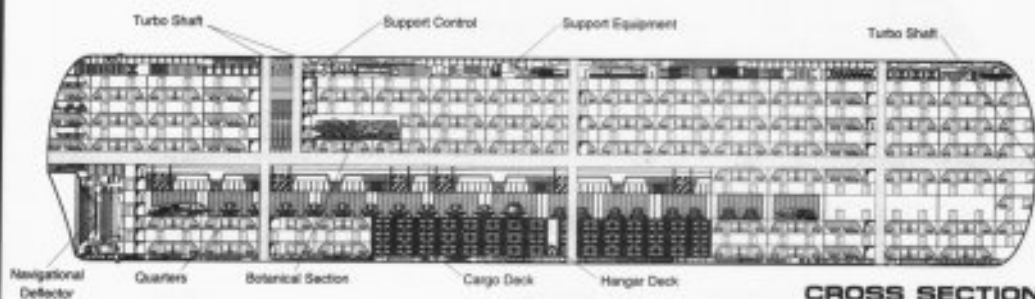 Turbo Shaft
Support Control
Support Equipment
Turbo Shaft
Navigational
Deflector
Quarters
Botanical Section
Cargo Deck
Hangar Deck
CROSS SECTION